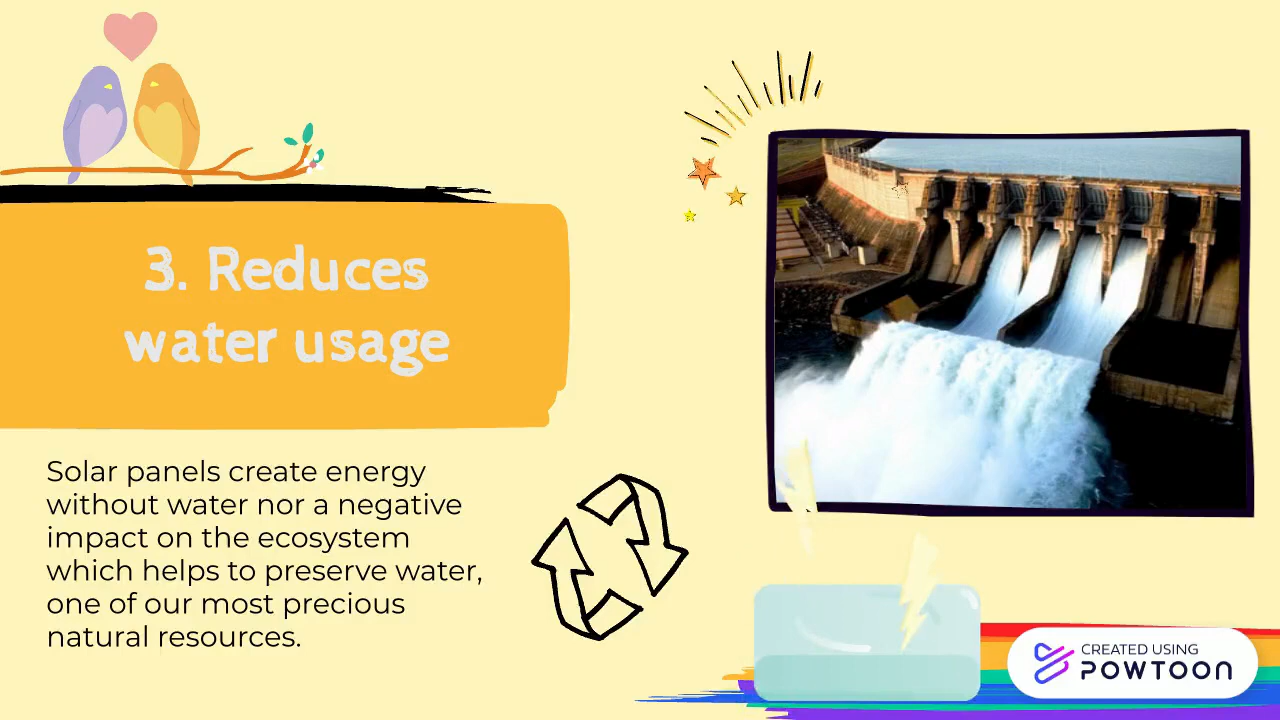 3. Reduces
water usage
Solar panels create energy
without water nor a negative
impact on the ecosystem
which helps to preserve water,
one of our most precious
natural resources.
CREATED USING
POWTOON